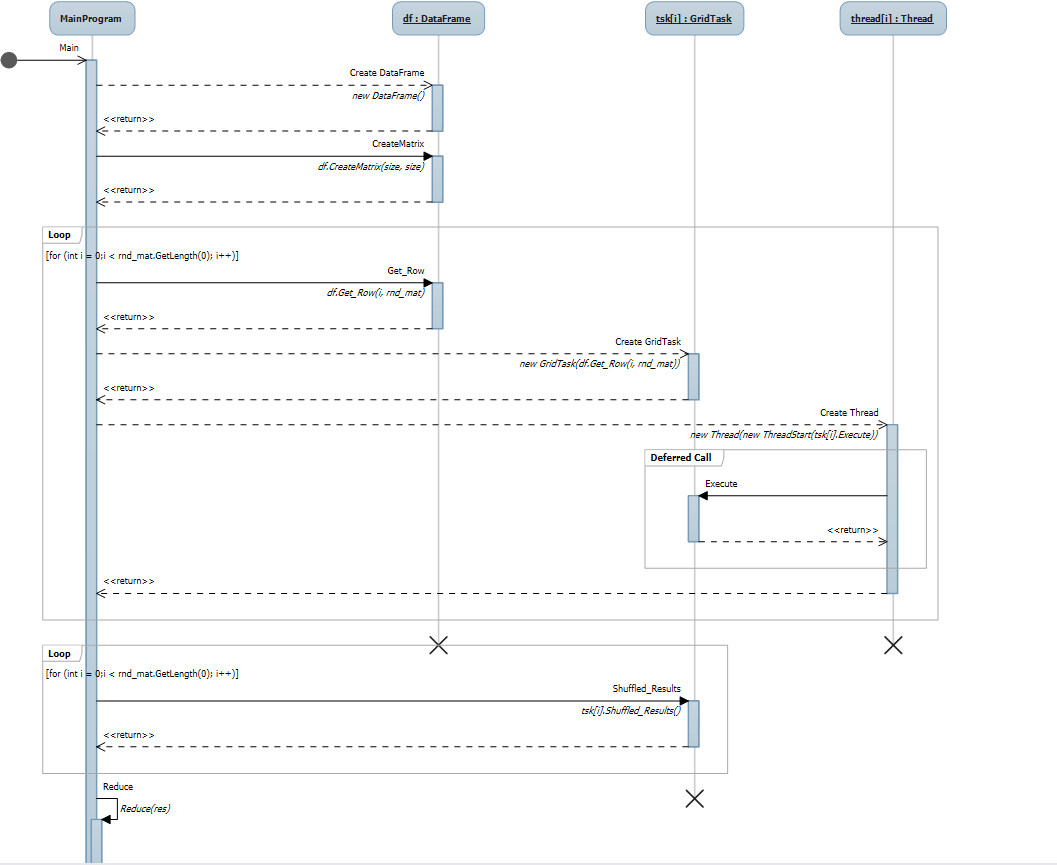 MainProgram
df : DataFrame
tsk[i] : GridTask
thread[i] : Thread
Main
Create DataFrame
new DataFrame()
<<return>>
CreateMatrix
df.CreateMatrix(size, size)
<<return>>
Loop
[for (int i = 0;i < rnd_mat.GetLength(0); i++)]
Get_Row
df.Get_Row(i, rnd_mat)
<<return>>
Create GridTask
new GridTask(df.Get_Row(i, rnd_mat))
<<return>>
Create Thread
new Thread(new ThreadStart(tsk[i].Execute))
Deferred Call
Execute
<<return>>
<<return>>
Loop
[for (int i = 0;i < rnd_mat.GetLength(0); i++)]
Shuffled_Results
tsk[i].Shuffled_Results()
<<return>>
Reduce
Reduce(res)